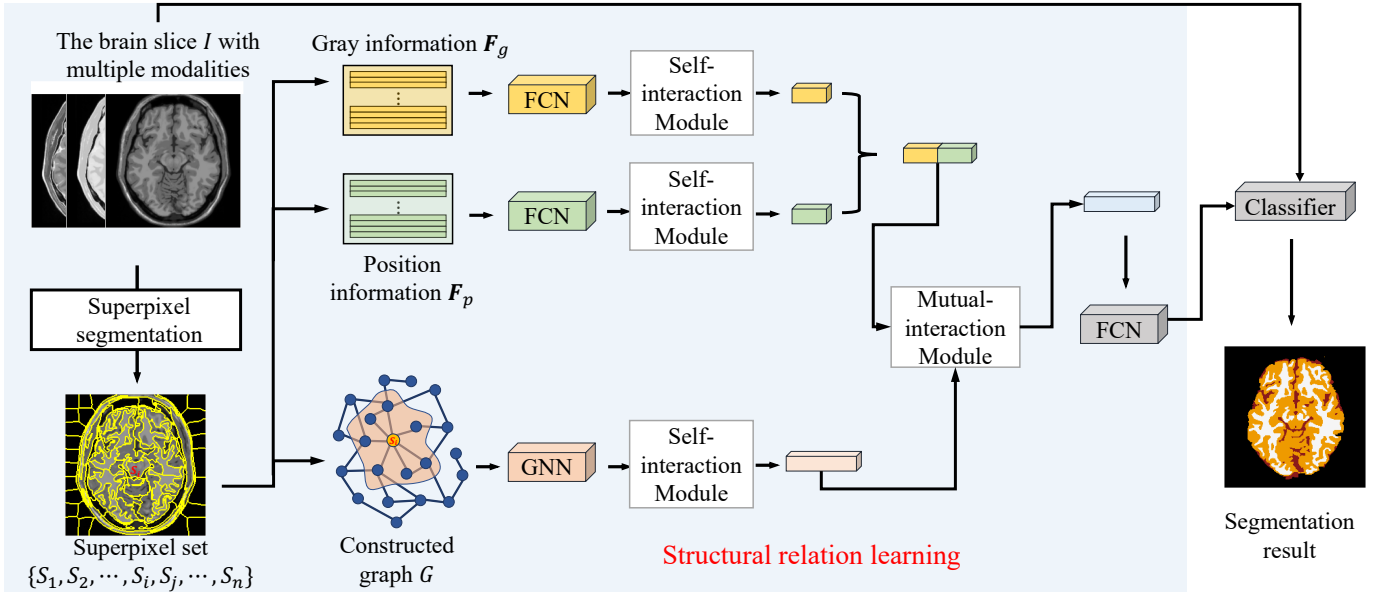 The brain slice I with
multiple modalities
Superpixel
segmentation
S_i
Superpixel set
{S_1, S_2, ⋯, S_i, S_j, ⋯, S_n}
Gray information F_g
FCN
Self-
interaction
Module
Position
information F_p
FCN
Self-
interaction
Module
S_i
Constructed
graph G
GNN
Self-
interaction
Module
Structural relation learning
Mutual-
interaction
Module
FCN
Classifier
Segmentation
result